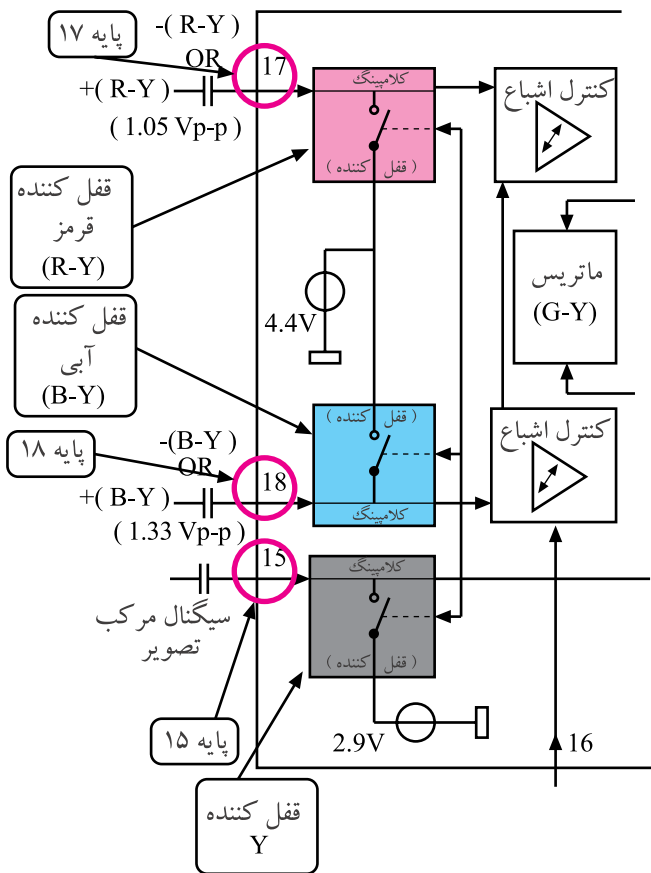 -( R-Y )
پایه ۱۷
OR
17
+( R-Y )
( 1.05 Vp-p )
کلامپینگ
( قفل کننده )
کنترل اشباع
قفل کننده
قرمز
(R-Y)
ماتریس
(G-Y)
4.4V
قفل کننده
آبی
(B-Y)
( قفل کننده )
کلامپینگ
کنترل اشباع
پایه ۱۸
-(B-Y)
OR
18
+( B-Y )
( 1.33 Vp-p )
15
کلامپینگ
( قفل کننده )
سیگنال مرکب
تصویر
پایه ۱۵
2.9V
16
قفل کننده
Y